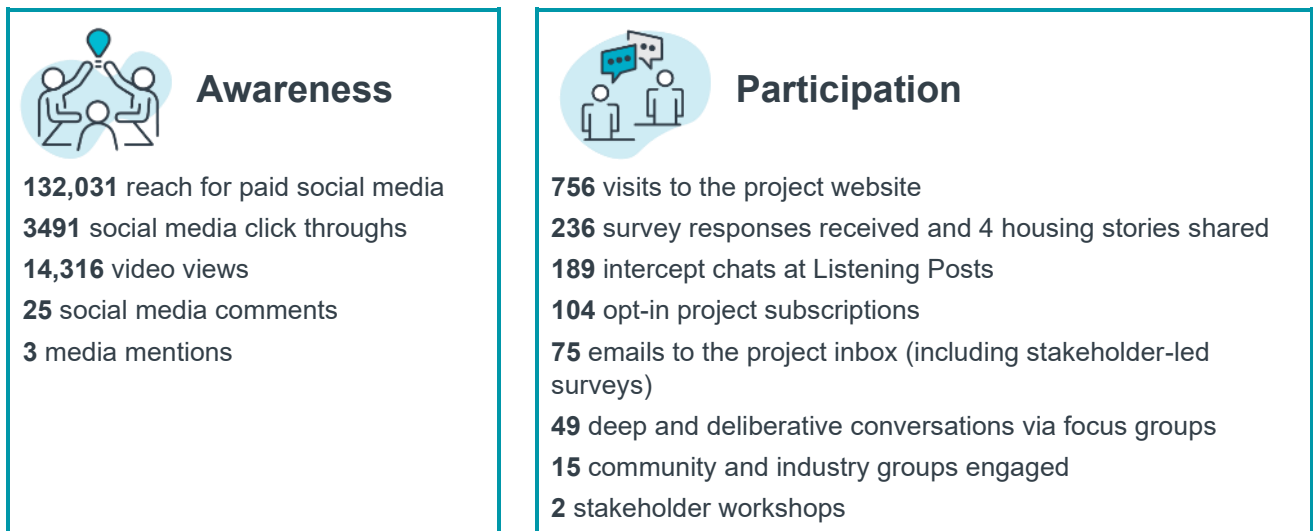 Awareness
132,031 reach for paid social media
3491 social media click throughs
14,316 video views
25 social media comments
3 media mentions
Participation
756 visits to the project website
236 survey responses received and 4 housing stories shared
189 intercept chats at Listening Posts
104 opt-in project subscriptions
75 emails to the project inbox (including stakeholder-led
surveys)
49 deep and deliberative conversations via focus groups
15 community and industry groups engaged
2 stakeholder workshops